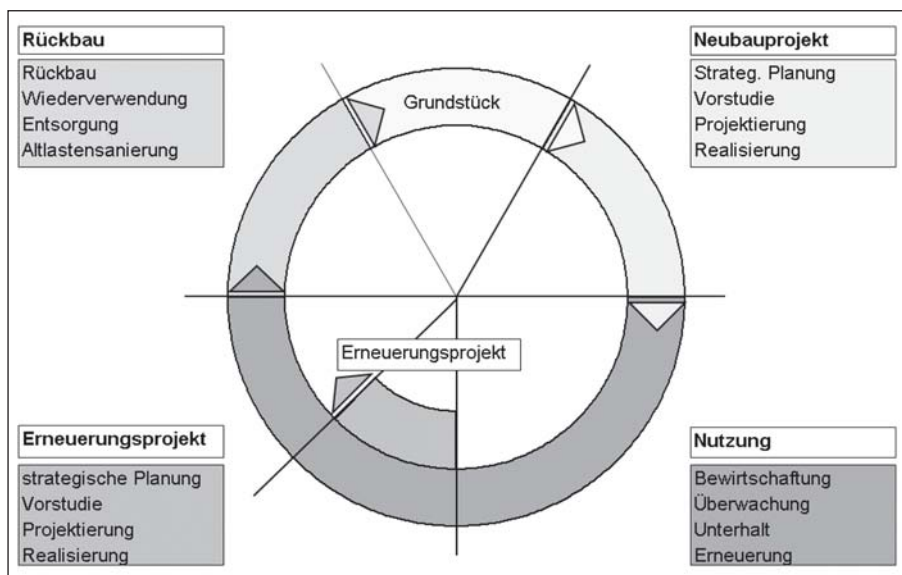 Rückbau
Rückbau
Wiederverwendung
Entsorgung
Altlastensanierung
Grundstück
Neubauprojekt
Strateg. Planung
Vorstudie
Projektierung
Realisierung
Erneuerungsprojekt
Erneuerungsprojekt
strategische Planung
Vorstudie
Projektierung
Realisierung
Nutzung
Bewirtschaftung
Überwachung
Unterhalt
Erneuerung